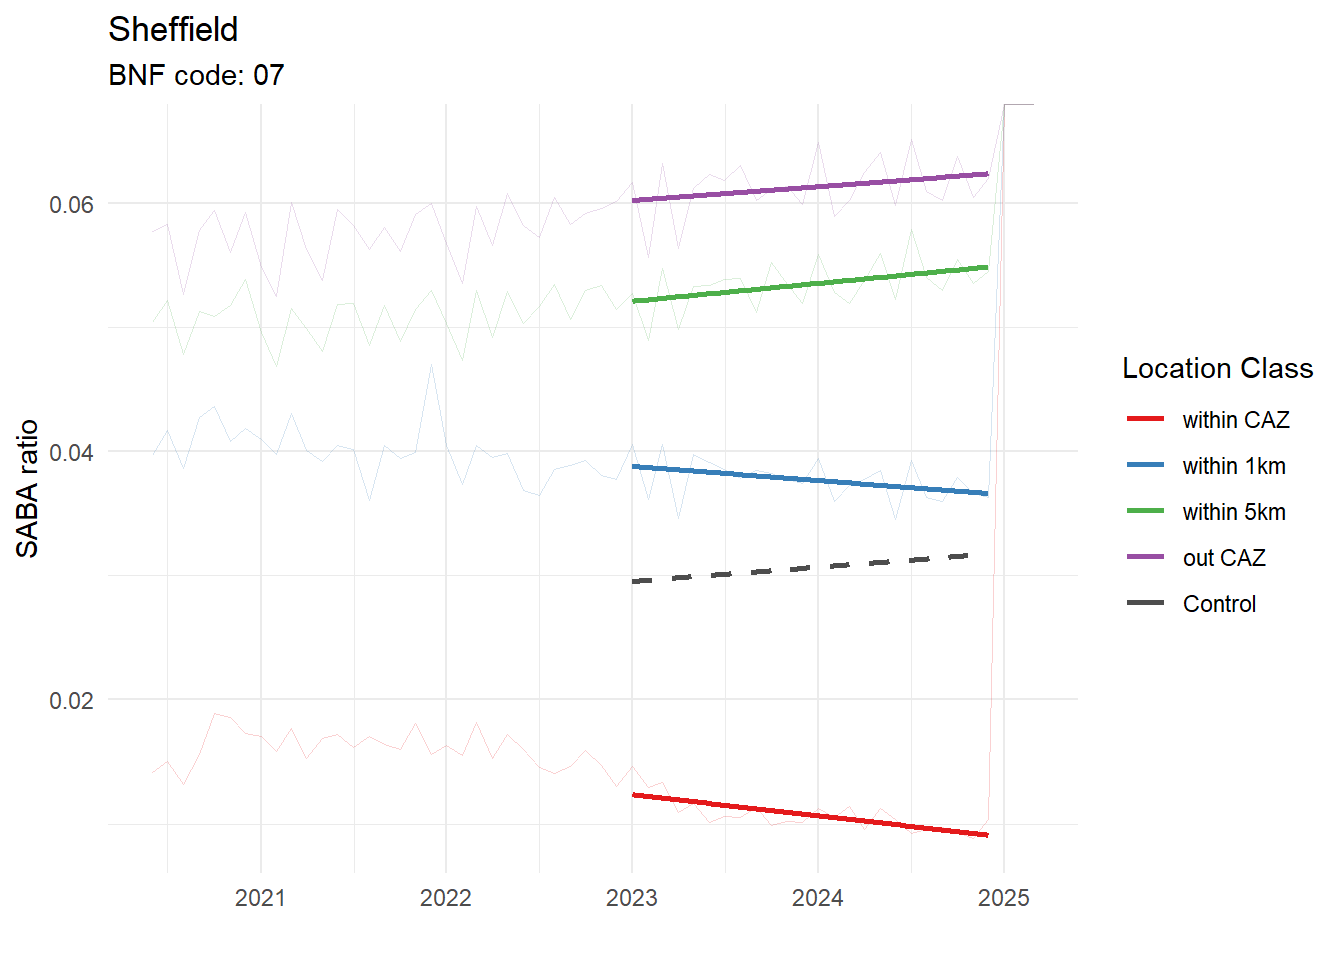 Sheffield
BNF code: 07
SABA ratio
0.06
0.04
0.02
2021
2022
2023
2024
2025
Location Class
within CAZ
within 1km
within 5km
out CAZ
Control